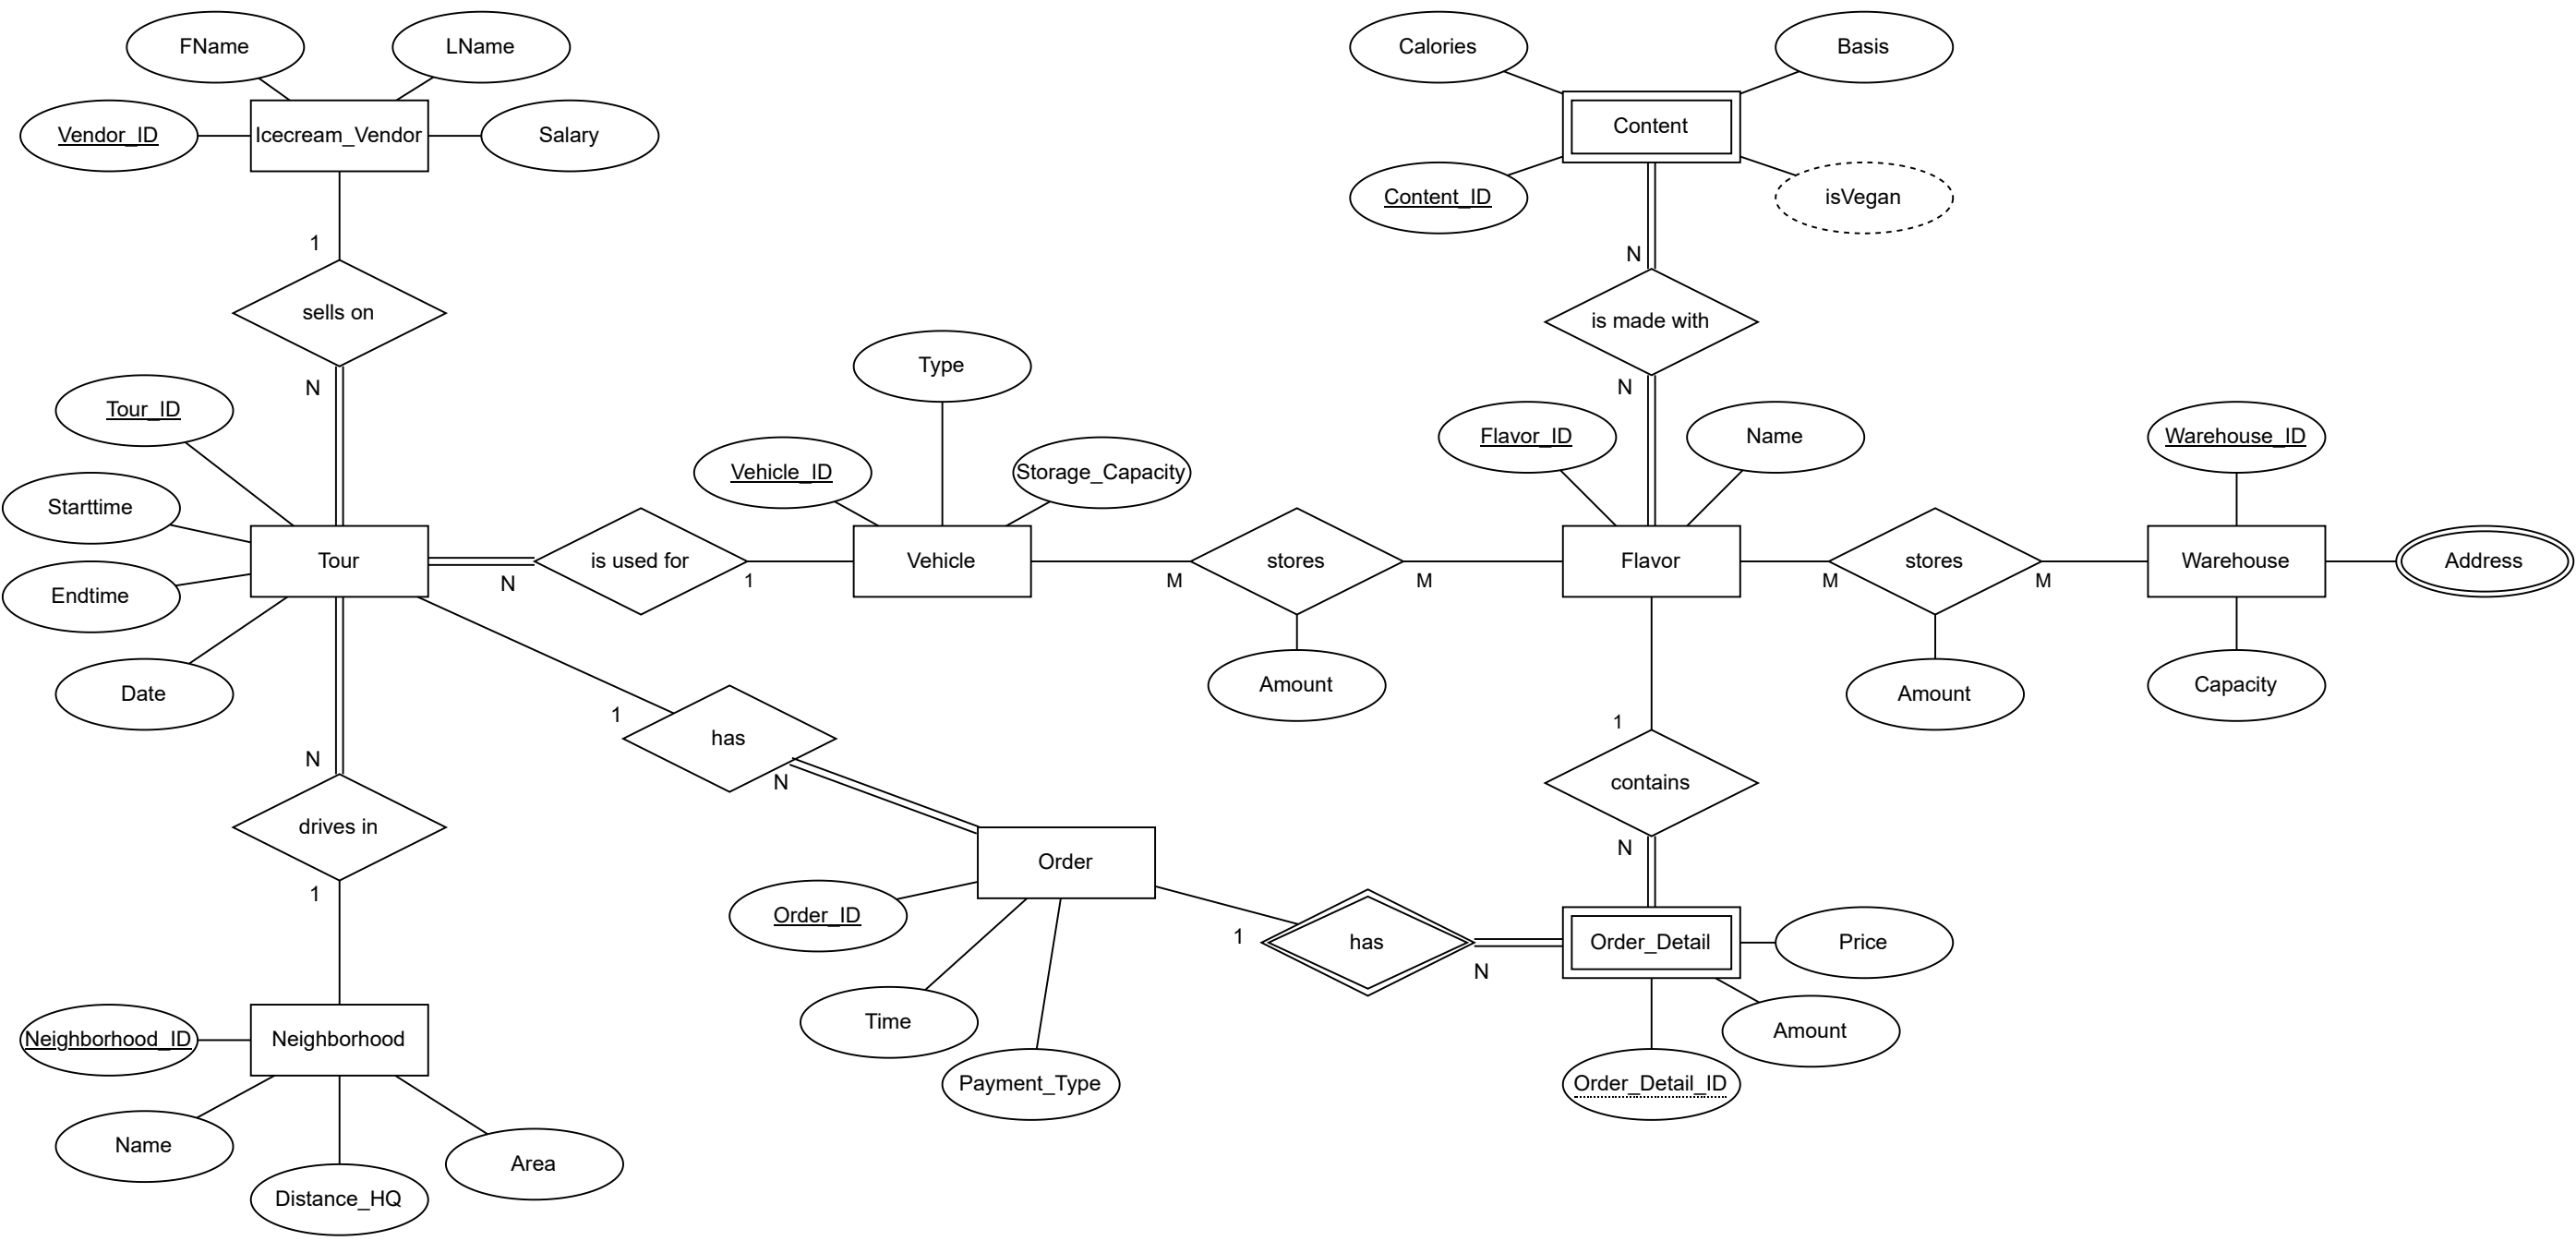 FName
LName
Calories
Basis
Vendor_ID
Icecream_Vendor
Salary
Content
Content_ID
isVegan
1
N
sells on
is made with
N
N
Type
Tour_ID
Vehicle_ID
Storage_Capacity
Flavor_ID
Name
Warehouse_ID
Starttime
Tour
is used for
Vehicle
stores
Flavor
stores
Warehouse
Address
N
1
M
M
M
M
Endtime
Date
Amount
Amount
Capacity
1
has
N
1
contains
N
N
drives in
1
Order
Order_ID
1
has
N
Order_Detail
Price
Time
Amount
Neighborhood_ID
Neighborhood
Payment_Type
Order_Detail_ID
Name
Area
Distance_HQ